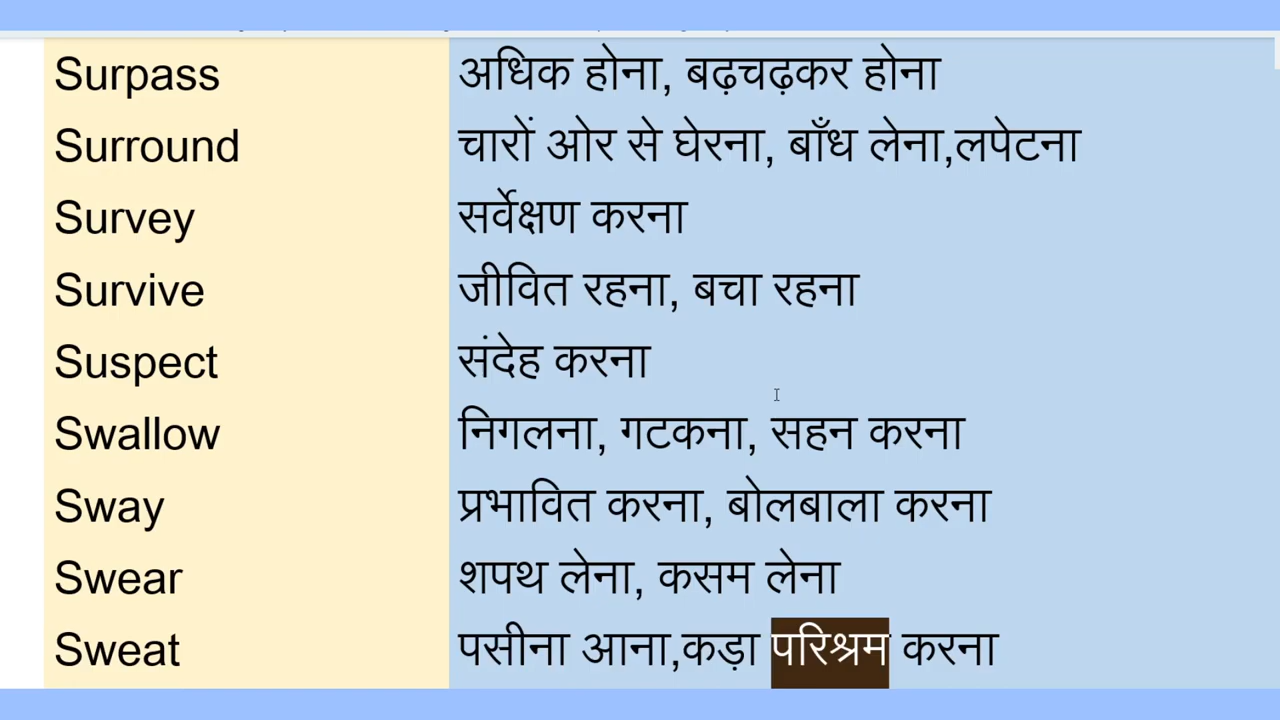 Surpass अधिक होना, बढ़चढ़कर होना
Surround चारों ओर से घेरना, बाँध लेना,लपेटना
Survey सर्वेक्षण करना
Survive जीवित रहना, बचा रहना
Suspect संदेह करना
Swallow निगलना, गटकना, सहन करना
Sway प्रभावित करना, बोलबाला करना
Swear शपथ लेना, कसम लेना
Sweat पसीना आना,कड़ा परिश्रम करना